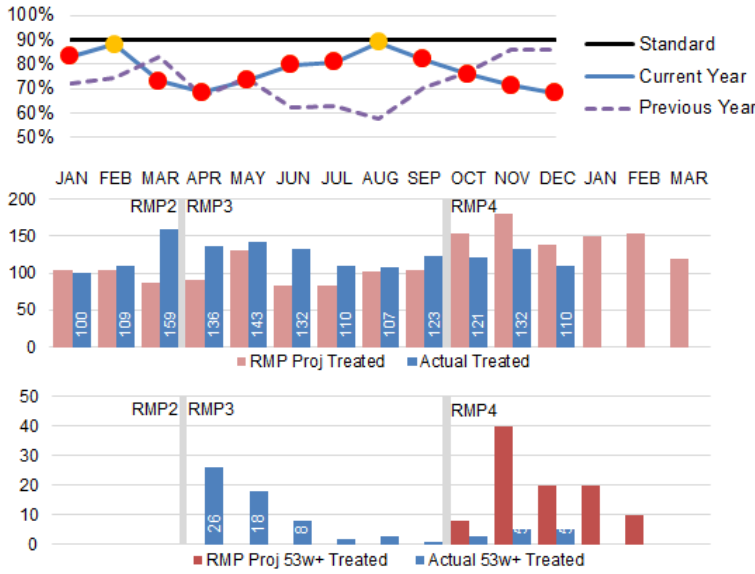 100%
90%
80%
70%
60%
50%
Standard
Current Year
Previous Year
JAN FEB MAR APR MAY JUN JUL AUG SEP OCT NOV DEC JAN FEB MAR
200
150
100
50
0
RMP2 RMP3 RMP4
100 109 159 136 143 132 110 107 123 121 132 110
RMP Proj Treated Actual Treated
50
40
30
20
10
0
RMP2 RMP3 RMP4
26 18 8
RMP Proj 53w+ Treated Actual 53w+ Treated